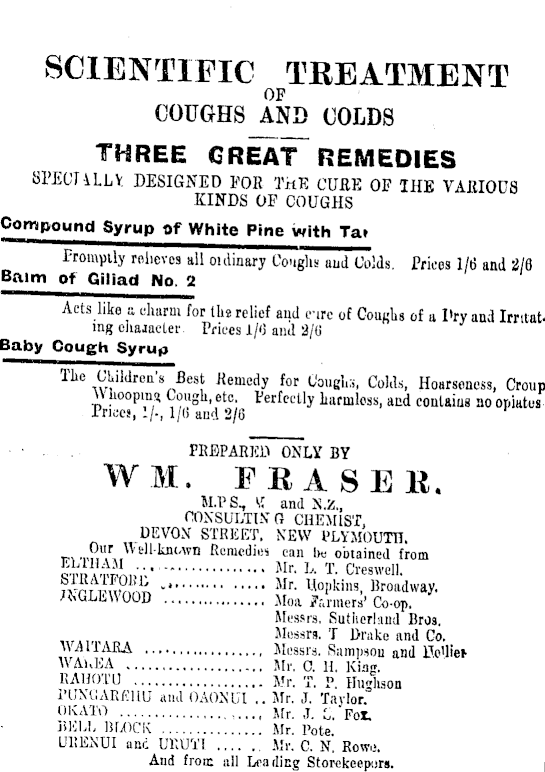 SCIENTIFIC TREATMENT
OF
COUGHS AND COLDS
THREE GREAT REMEDIES
SPECIALLY DESIGNED FOR THE CURE OF THE VARIOUS
KINDS OF COUGHS
Compound Syrup of White Pine with Tar
Promptly relieves all ordinary Coughs and Colds. Prices 1/6 and 2/6
Balm of Giliad No. 2
Acts like a charm for the relief and cure of Coughs of a Dry and Irritat-
ing character. Prices 1/6 and 2/6
Baby Cough Syrup
The Children's Best Remedy for Coughs, Colds, Hoarseness, Croup
Whooping Cough, etc. Perfectly harmless, and contains no opiates
Prices, 1/-, 1/6 and 2/6
PREPARED ONLY BY
WM. FRASER.
M.P S., V. and N.Z.,
CONSULTING CHEMIST,
DEVON STREET, NEW PLYMOUTH.
Our Well-known Remedies can be obtained from
ELTHAM .................. Mr. L. T. Creswell.
STRATFORD .............. Mr. Hopkins, Broadway.
INGLEWOOD .............. Moa Farmers' Co-op.
Messrs. Sutherland Bros.
Messrs. T Drake and Co.
WAITARA ................. Messrs. Sampson and Hellier
WAREA .................. Mr. C. H. King.
RAHOTU .................. Mr. T. P. Hughson
PUNGAREHU and OAONUI .. Mr. J. Taylor.
OKATO .................. Mr. J. S. Fox.
BELL BLOCK .............. Mr. Pote.
URENUI and URUTI ....... Mr. C. N. Rowe.
And from all Leading Storekeepers.